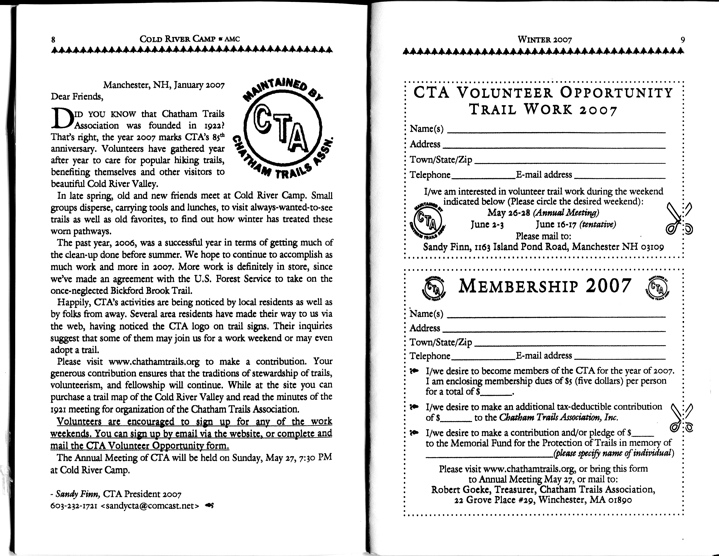 8
COLD RIVER CAMP ■ AMC
Manchester, NH, January 2007
Dear Friends,
DID YOU KNOW that Chatham Trails
Association was founded in 1922?
That's right, the year 2007 marks CTA's 85th
anniversary. Volunteers have gathered year
after year to care for popular hiking trails,
benefiting themselves and other visitors to
beautiful Cold River Valley.
MAINTAINED BY
CTA
CHATHAM TRAILS ASSN.
In late spring, old and new friends meet at Cold River Camp. Small
groups disperse, carrying tools and lunches, to visit always-wanted-to-see
trails as well as old favorites, to find out how winter has treated these
worn pathways.
The past year, 2006, was a successful year in terms of getting much of
the clean-up done before summer. We hope to continue to accomplish as
much work and more in 2007. More work is definitely in store, since
we've made an agreement with the U.S. Forest Service to take on the
once-neglected Bickford Brook Trail.
Happily, CTA's activities are being noticed by local residents as well as
by folks from away. Several area residents have made their way to us via
the web, having noticed the CTA logo on trail signs. Their inquiries
suggest that some of them may join us for a work weekend or may even
adopt a trail.
Please visit www.chathamtrails.org to make a contribution. Your
generous contribution ensures that the traditions of stewardship of trails,
volunteerism, and fellowship will continue. While at the site you can
purchase a trail map of the Cold River Valley and read the minutes of the
1921 meeting for organization of the Chatham Trails Association.
Volunteers are encouraged to sign up for any of the work
weekends. You can sign up by email via the website, or complete and
mail the CTA Volunteer Opportunity form.
The Annual Meeting of CTA will be held on Sunday, May 27, 7:30 PM
at Cold River Camp.
- Sandy Finn, CTA President 2007
603-232-1721 <sandycta@comcast.net>
WINTER 2007
9
CTA VOLUNTEER OPPORTUNITY
TRAIL WORK 2007
Name(s)
Address
Town/State/Zip
Telephone E-mail address
I/we am interested in volunteer trail work during the weekend
indicated below (Please circle the desired weekend):
May 26-28 (Annual Meeting)
June 2-3 June 16-17 (tentative)
Please mail to:
Sandy Finn, 1163 Island Pond Road, Manchester NH 03109
MAINTAINED BY
CTA
CHATHAM TRAILS ASSN.
CTA
MEMBERSHIP 2007
CTA
Name(s)
Address
Town/State/Zip
Telephone E-mail address
I/we desire to become members of the CTA for the year of 2007.
I am enclosing membership dues of $5 (five dollars) per person
for a total of $______.
I/we desire to make an additional tax-deductible contribution
of $______ to the Chatham Trails Association, Inc.
I/we desire to make a contribution and/or pledge of $______
to the Memorial Fund for the Protection of Trails in memory of
______(please specify name of individual)
Please visit www.chathamtrails.org, or bring this form
to Annual Meeting May 27, or mail to:
Robert Goeke, Treasurer, Chatham Trails Association,
22 Grove Place #29, Winchester, MA 01890